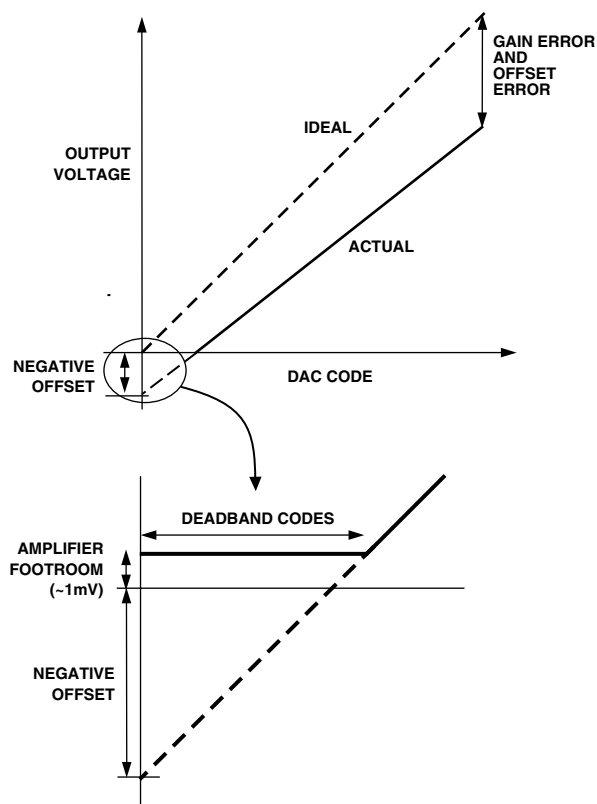 GAIN ERROR
AND
OFFSET
ERROR
IDEAL
OUTPUT
VOLTAGE
ACTUAL
NEGATIVE
OFFSET
DAC CODE
DEADBAND CODES
AMPLIFIER
FOOTROOM
(~1mV)
NEGATIVE
OFFSET